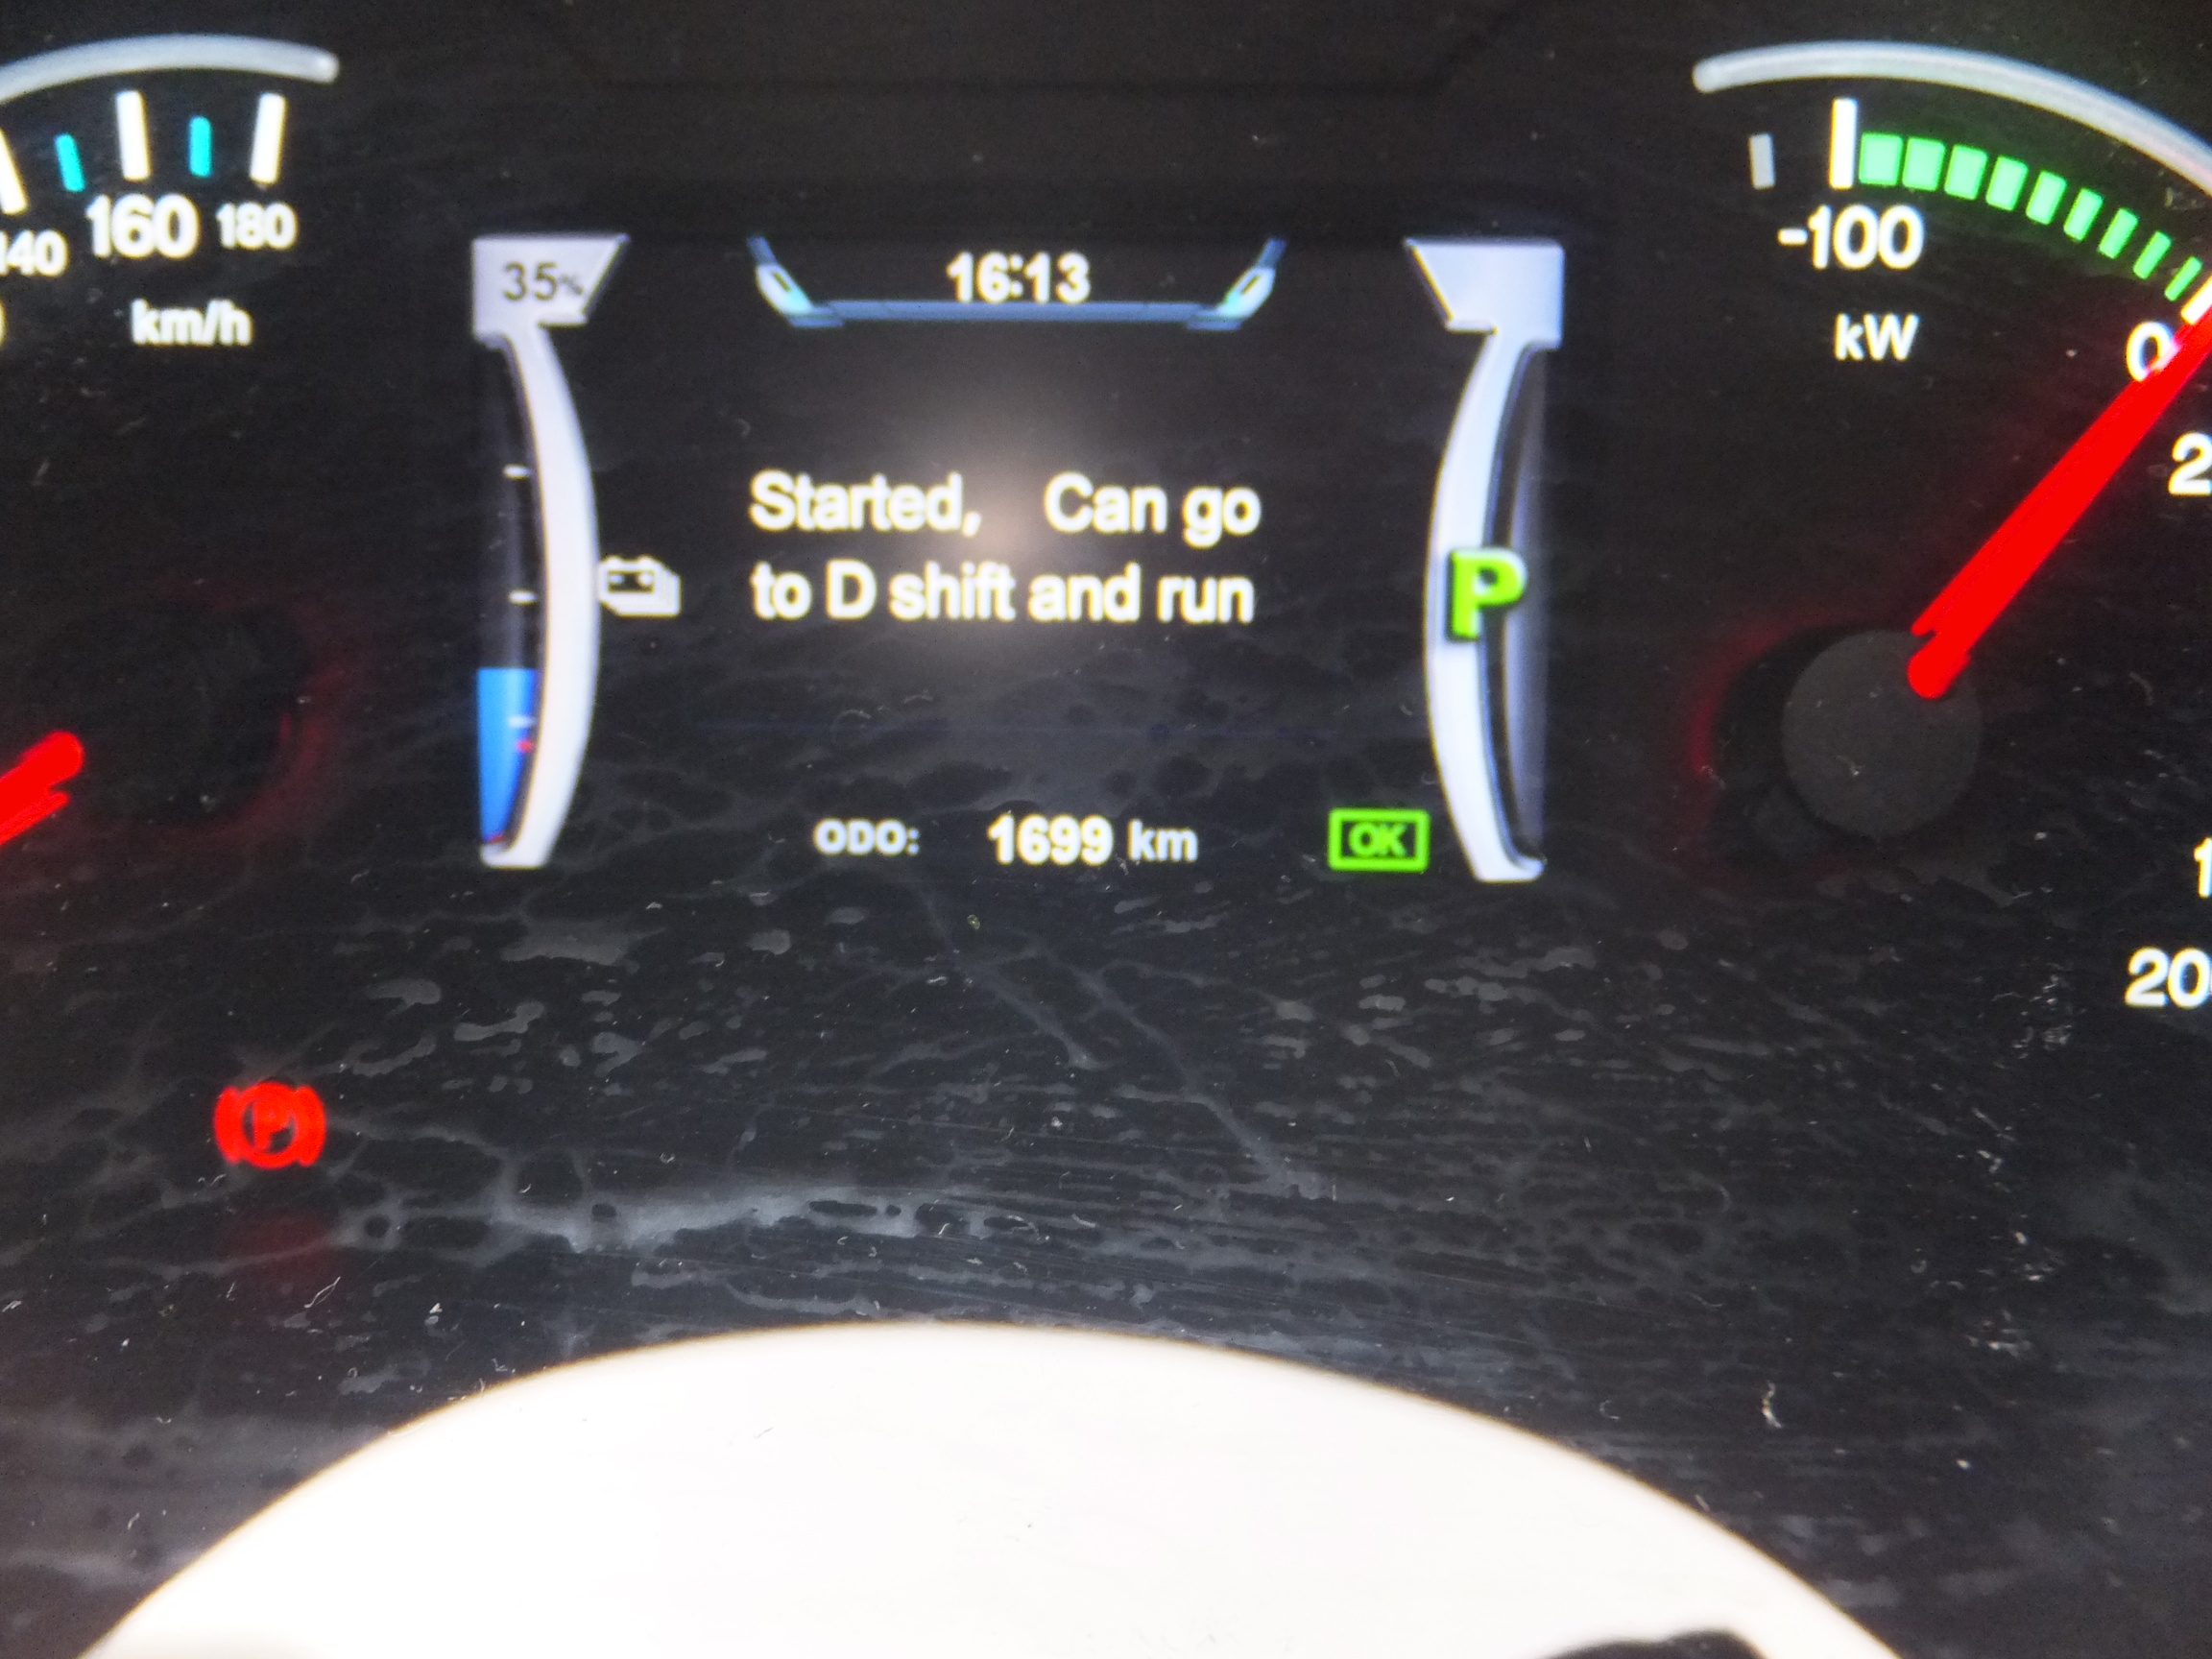 140 160 180
km/h
35%
16:13
-100
kW
0
Started, Can go
to D shift and run
P
ODO: 1699 km
OK
P